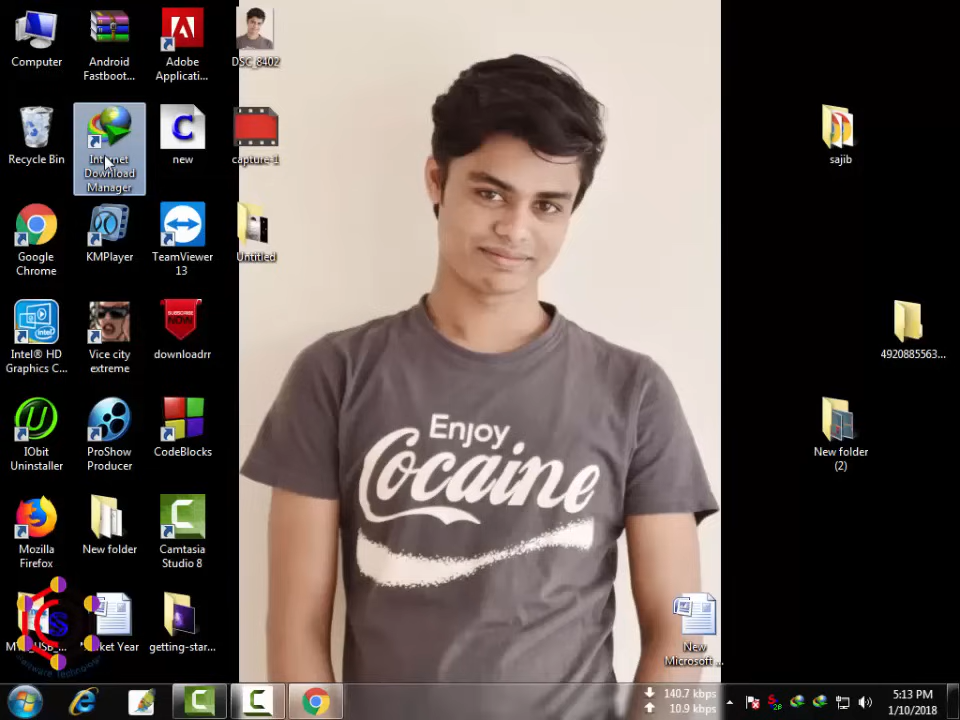 Computer
Android
Fastboot...
Adobe
Applicati...
DSC_8402
Recycle Bin
Internet
Download
Manager
new
capture-1
sajib
Google
Chrome
KMPlayer
TeamViewer
13
Untitled
Intel® HD
Graphics C...
Vice city
extreme
SUBSCRIBE
NOW
downloadrr
4920885563...
IObit
Uninstaller
ProShow
Producer
CodeBlocks
New folder
(2)
Enjoy
Cocaine
Mozilla
Firefox
New folder
Camtasia
Studio 8
getting-star...
New
Microsoft ...
140.7 kbps
10.9 kbps
5:13 PM
1/10/2018